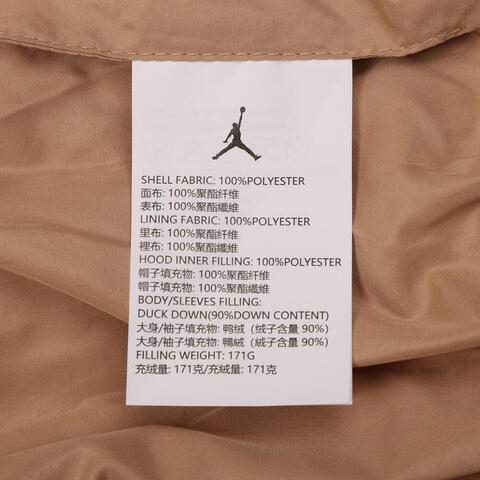 SHELL FABRIC: 100%POLYESTER
面布: 100%聚酯纤维
表布: 100%聚酯纖維
LINING FABRIC: 100%POLYESTER
里布: 100%聚酯纤维
裡布: 100%聚酯纖維
HOOD INNER FILLING: 100%POLYESTER
帽子填充物: 100%聚酯纤维
帽子填充物: 100%聚酯纖維
BODY/SLEEVES FILLING:
DUCK DOWN(90%DOWN CONTENT)
大身/袖子填充物: 鸭绒（绒子含量 90%）
大身/袖子填充物: 鴨絨（絨子含量 90%）
FILLING WEIGHT: 171G
充绒量: 171克/充絨量: 171克